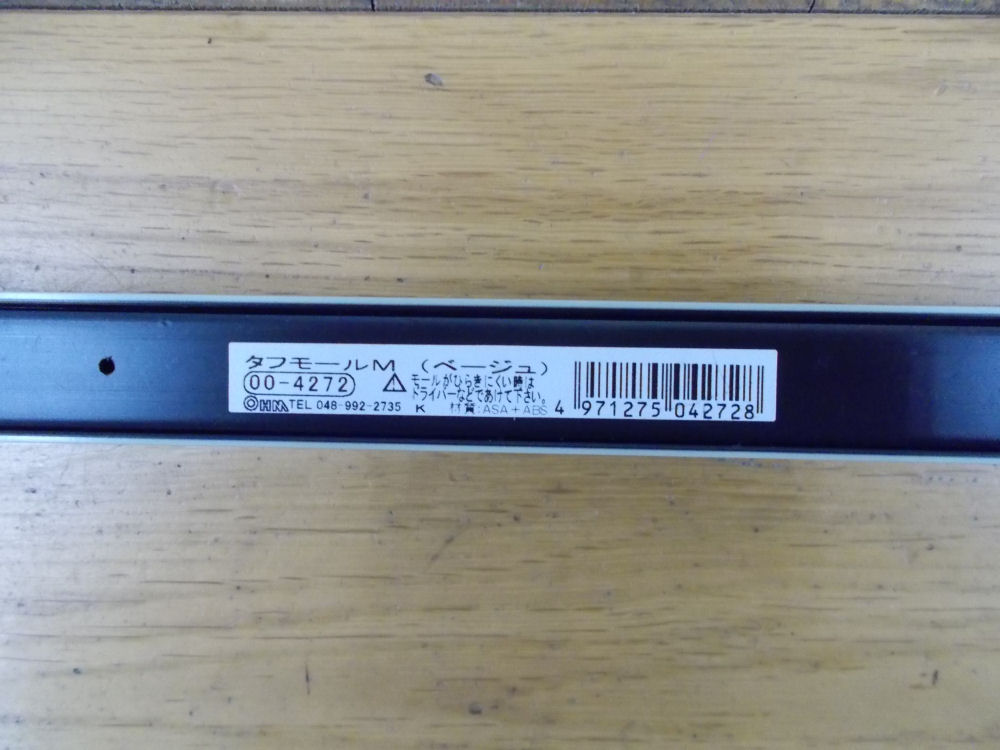 タフモールM (ベージュ)
00-4272
⚠ モールがひらきにくい時は
ドライバーなどであけて下さい。
OHM TEL 048-992-2735 K 材質:ASA+ABS
4 971275 042728